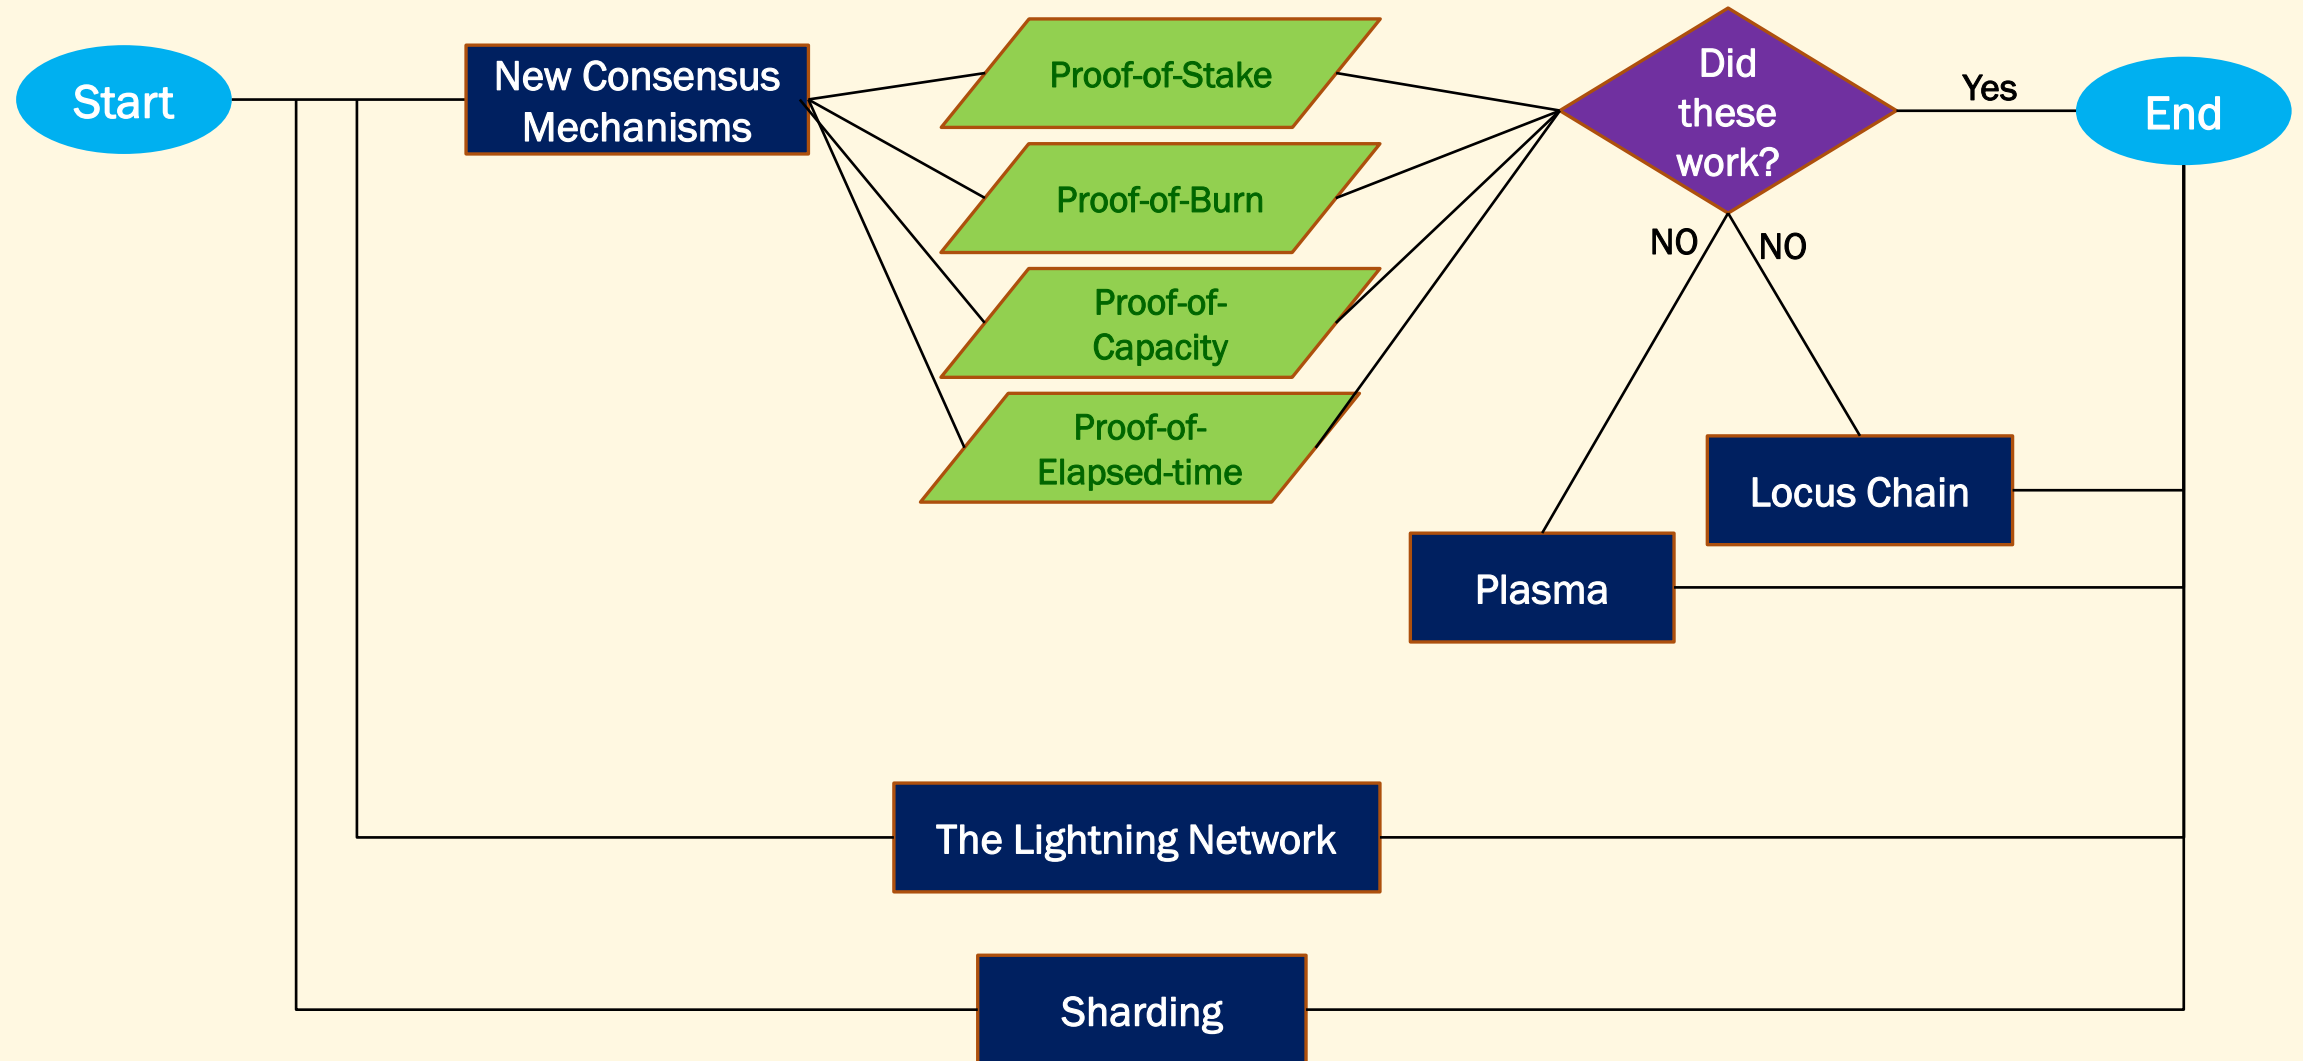 Start
New Consensus
Mechanisms
Proof-of-Stake
Proof-of-Burn
Proof-of-
Capacity
Proof-of-
Elapsed-time
Did
these
work?
Yes
End
NO
NO
Locus Chain
Plasma
The Lightning Network
Sharding